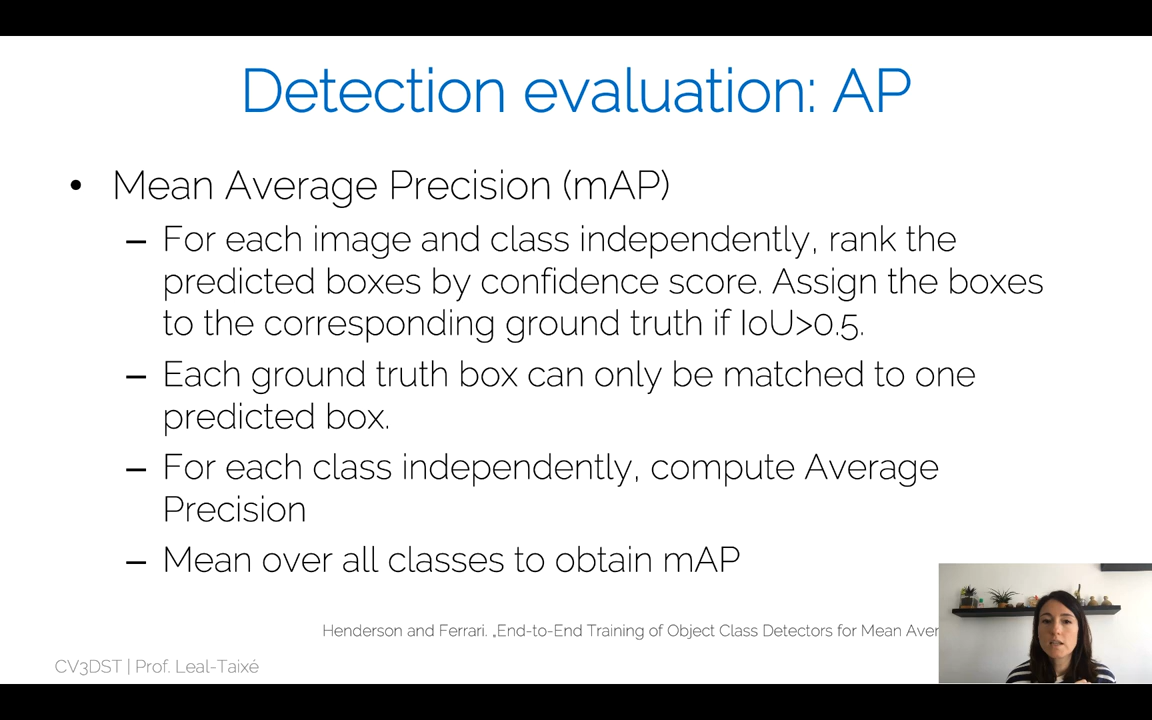 Detection evaluation: AP
• Mean Average Precision (mAP)
– For each image and class independently, rank the
predicted boxes by confidence score. Assign the boxes
to the corresponding ground truth if IoU>0.5.
– Each ground truth box can only be matched to one
predicted box.
– For each class independently, compute Average
Precision
– Mean over all classes to obtain mAP
Henderson and Ferrari. „End-to-End Training of Object Class Detectors for Mean Aver
CV3DST | Prof. Leal-Taixé